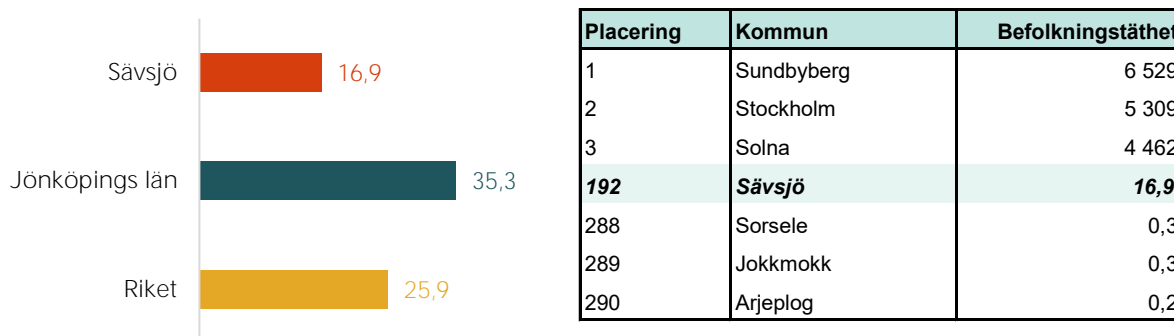 Sävsjö 16,9
Jönköpings län 35,3
Riket 25,9
Placering Kommun Befolkningstäthet
1 Sundbyberg 6 529
2 Stockholm 5 309
3 Solna 4 462
192 Sävsjö 16,9
288 Sorsele 0,3
289 Jokkmokk 0,3
290 Arjeplog 0,2